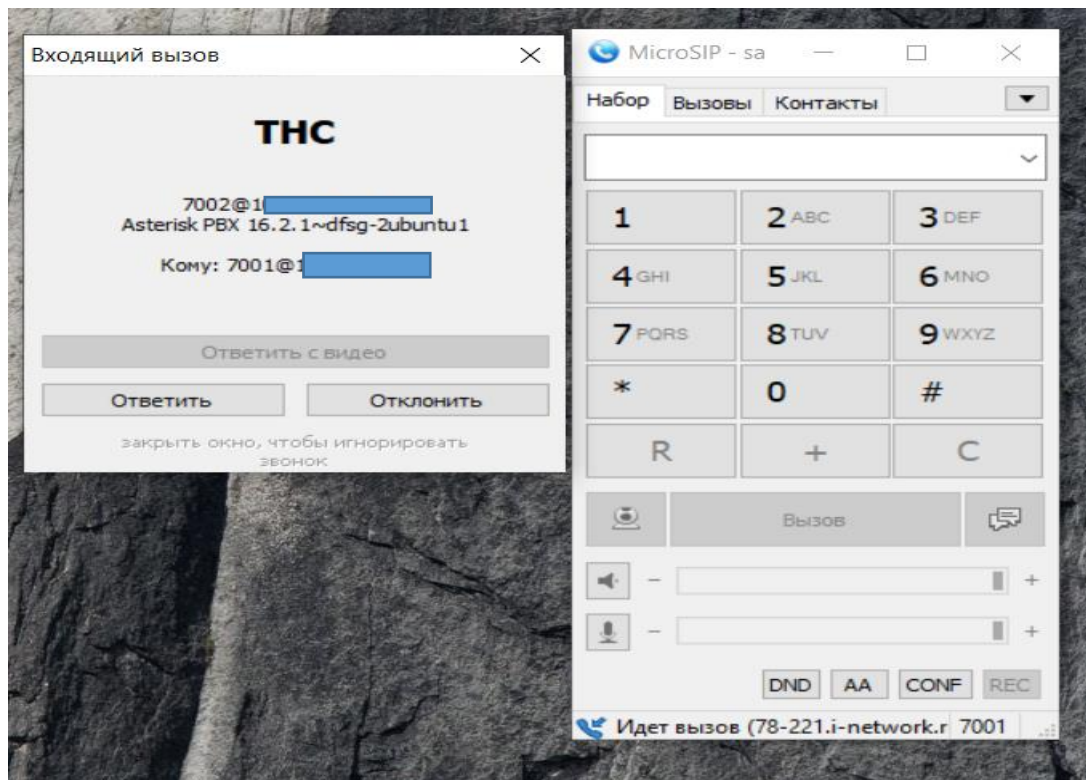 Входящий вызов
THC
7002@1
Asterisk PBX 16.2.1~dfsg-2ubuntu1
Кому: 7001@1
Ответить с видео
Ответить Отклонить
закрыть окно, чтобы игнорировать
звонок
MicroSIP - sa
Набор Вызовы Контакты
1 2 ABC 3 DEF
4 GHI 5 JKL 6 MNO
7 PQRS 8 TUV 9 WXYZ
* 0 #
R + C
Вызов
- +
- +
DND AA CONF REC
Идет вызов (78-221.i-network.r 7001